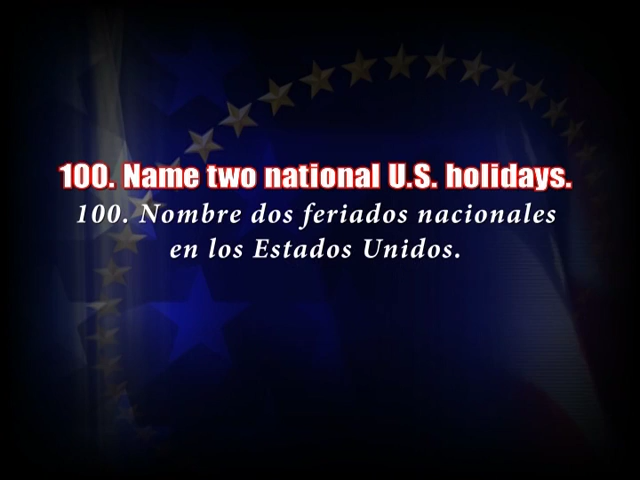 100. Name two national U.S. holidays.
100. Nombre dos feriados nacionales
en los Estados Unidos.